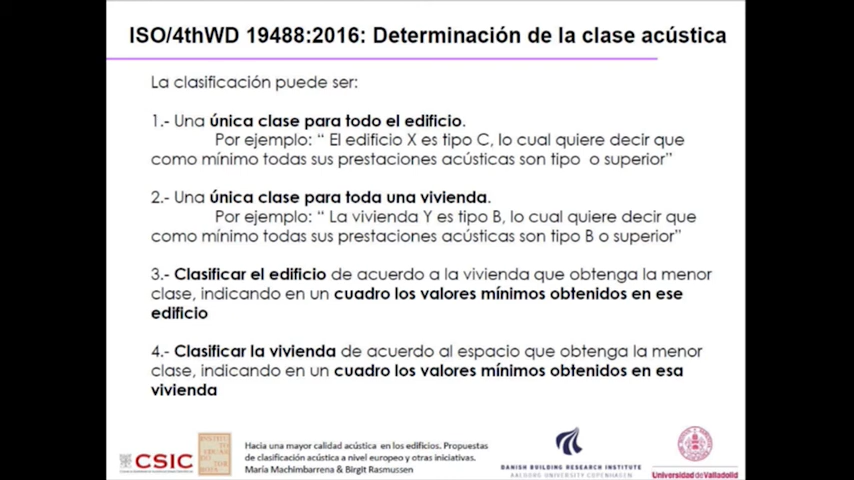 ISO/4thWD 19488:2016: Determinación de la clase acústica
La clasificación puede ser:
1.- Una única clase para todo el edificio.
Por ejemplo: “ El edificio X es tipo C, lo cual quiere decir que
como mínimo todas sus prestaciones acústicas son tipo o superior”
2.- Una única clase para toda una vivienda.
Por ejemplo: “ La vivienda Y es tipo B, lo cual quiere decir que
como mínimo todas sus prestaciones acústicas son tipo B o superior”
3.- Clasificar el edificio de acuerdo a la vivienda que obtenga la menor
clase, indicando en un cuadro los valores mínimos obtenidos en ese
edificio
4.- Clasificar la vivienda de acuerdo al espacio que obtenga la menor
clase, indicando en un cuadro los valores mínimos obtenidos en esa
vivienda
CSIC
Hacia una mayor calidad acústica en los edificios. Propuestas
de clasificación acústica a nivel europeo y otras iniciativas.
María Machimbarrena & Birgit Rasmussen
DANISH BUILDING RESEARCH INSTITUTE
AALBORG UNIVERSITY COPENHAGEN
Universidad de Valladolid